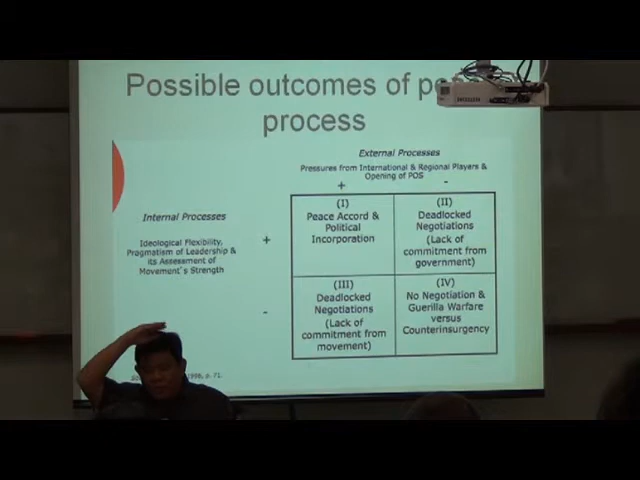 Possible outcomes of
process
External Processes
Pressures from International & Regional Players &
Opening of POS
+ -
Internal Processes
Ideological Flexibility,
Pragmatism of Leadership &
its Assessment of
Movement's Strength
+
-
(I)
Peace Accord &
Political
Incorporation
(II)
Deadlocked
Negotiations
(Lack of
commitment from
government)
(III)
Deadlocked
Negotiations
(Lack of
commitment from
movement)
(IV)
No Negotiation &
Guerilla Warfare
versus
Counterinsurgency
1998, p. 71.